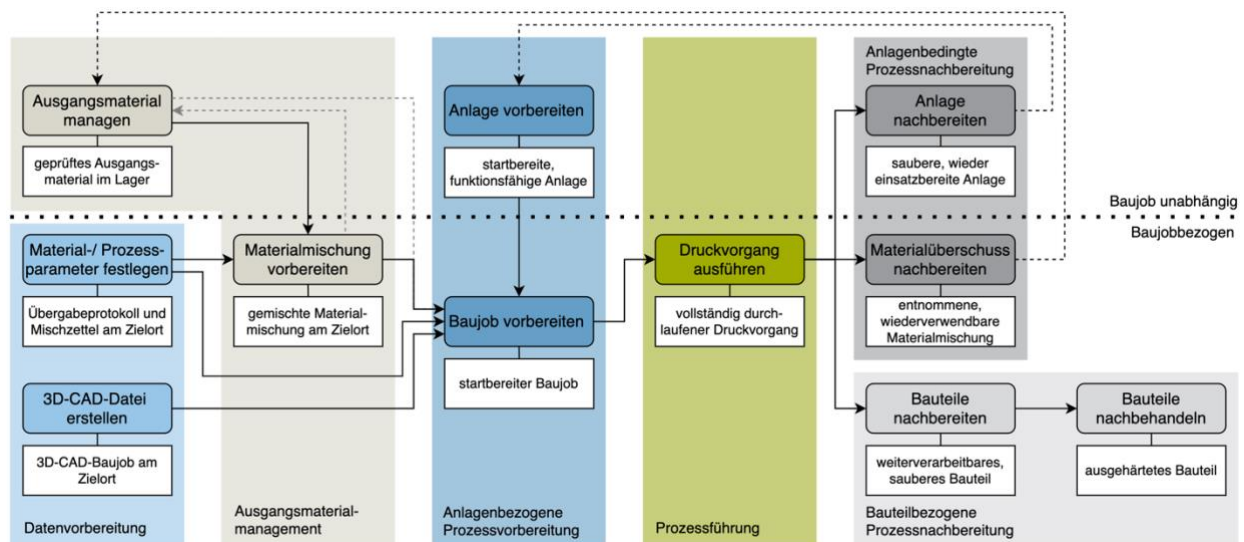 Anlagenbedingte
Prozessnachbereitung
Ausgangsmaterial
managen
geprüftes Ausgangs-
material im Lager
Anlage vorbereiten
startbereite,
funktionsfähige Anlage
Anlage
nachbereiten
saubere, wieder
einsatzbereite Anlage
Baujob unabhängig
Baujobbezogen
Material-/ Prozess-
parameter festlegen
Übergabeprotokoll und
Mischzettel am Zielort
Materialmischung
vorbereiten
gemischte Material-
mischung am Zielort
Baujob vorbereiten
startbereiter Baujob
Druckvorgang
ausführen
vollständig durch-
laufener Druckvorgang
Materialüberschuss
nachbereiten
entnommene,
wiederverwendbare
Materialmischung
3D-CAD-Datei
erstellen
3D-CAD-Baujob am
Zielort
Bauteile
nachbereiten
weiterverarbeitbares,
sauberes Bauteil
Bauteile
nachbehandeln
ausgehärtetes Bauteil
Datenvorbereitung
Ausgangsmaterial-
management
Anlagenbezogene
Prozessvorbereitung
Prozessführung
Bauteilbezogene
Prozessnachbereitung